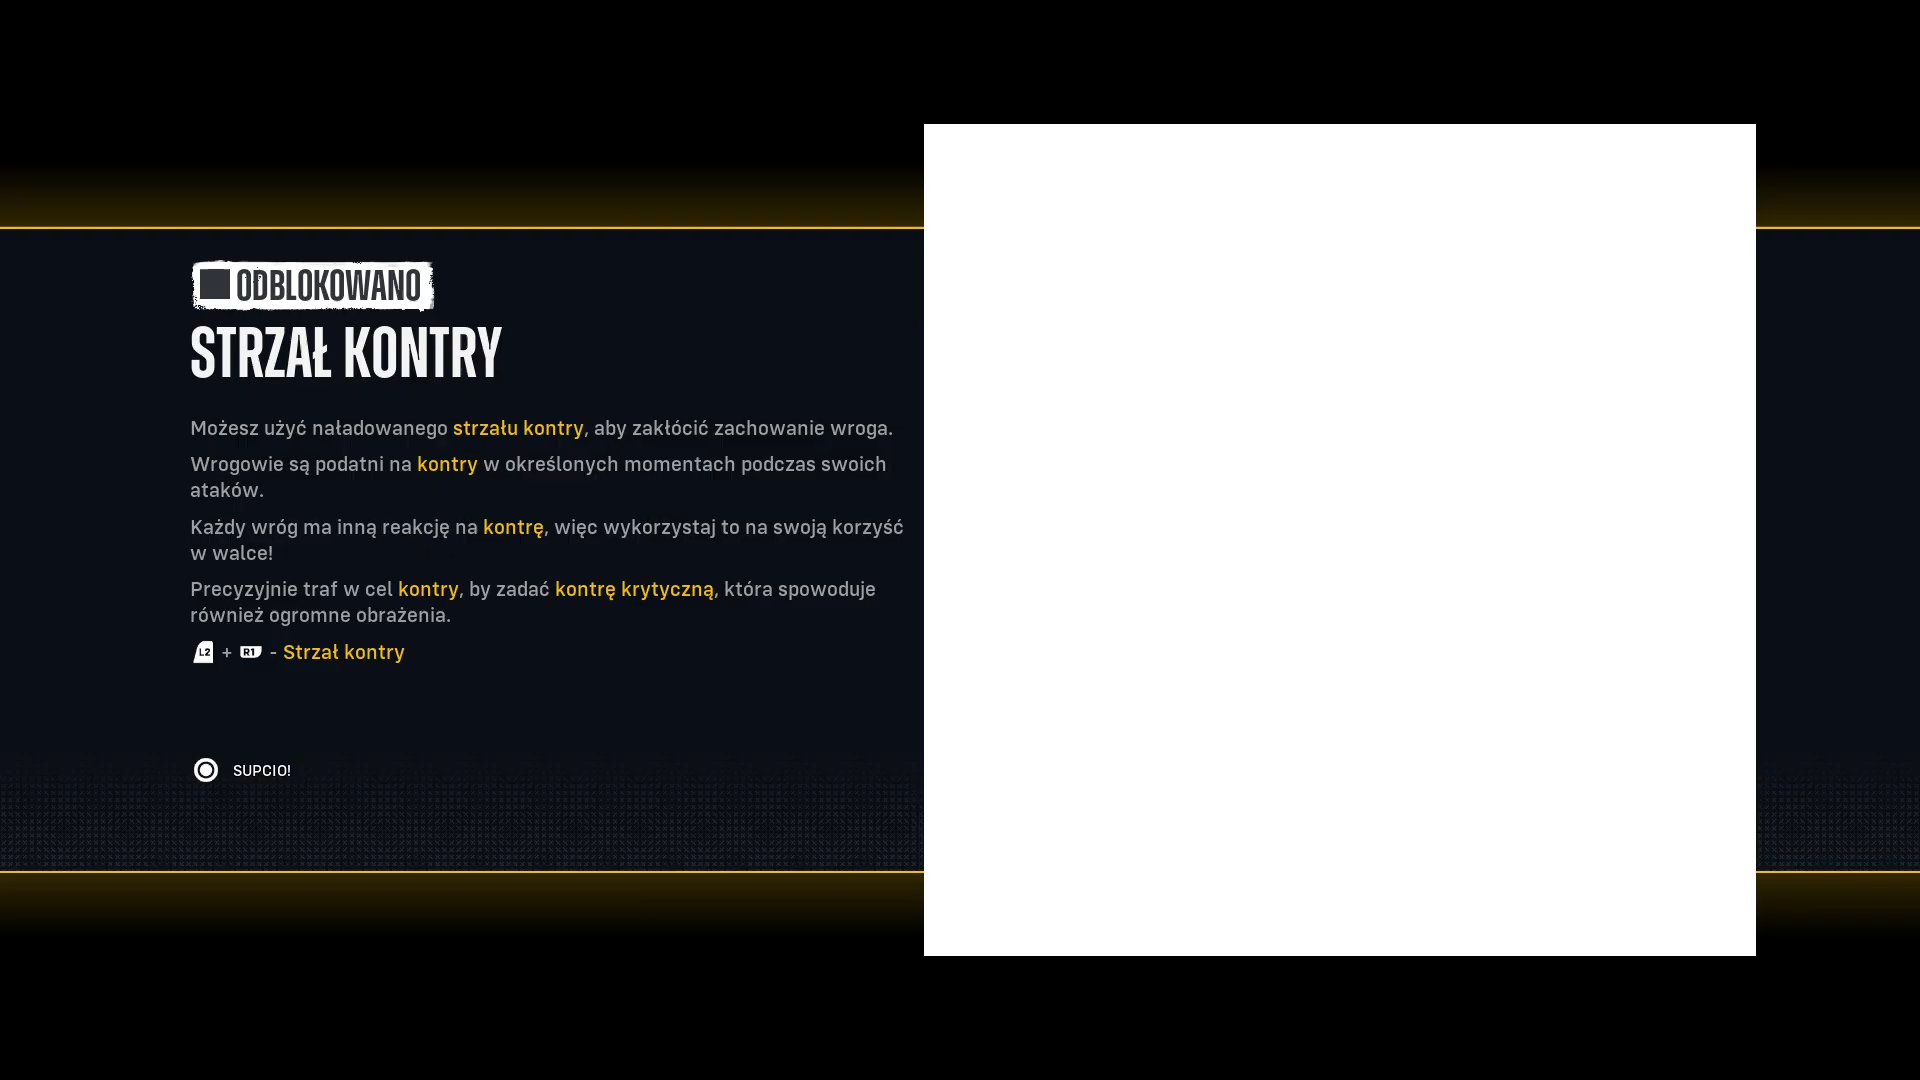 ODBLOKOWANO
STRZAŁ KONTRY
Możesz użyć naładowanego strzału kontry, aby zakłócić zachowanie wroga.
Wrogowie są podatni na kontry w określonych momentach podczas swoich
ataków.
Każdy wróg ma inną reakcję na kontrę, więc wykorzystaj to na swoją korzyść
w walce!
Precyzyjnie traf w cel kontry, by zadać kontrę krytyczną, która spowoduje
również ogromne obrażenia.
L2 + R1 - Strzał kontry
SUPCIO!